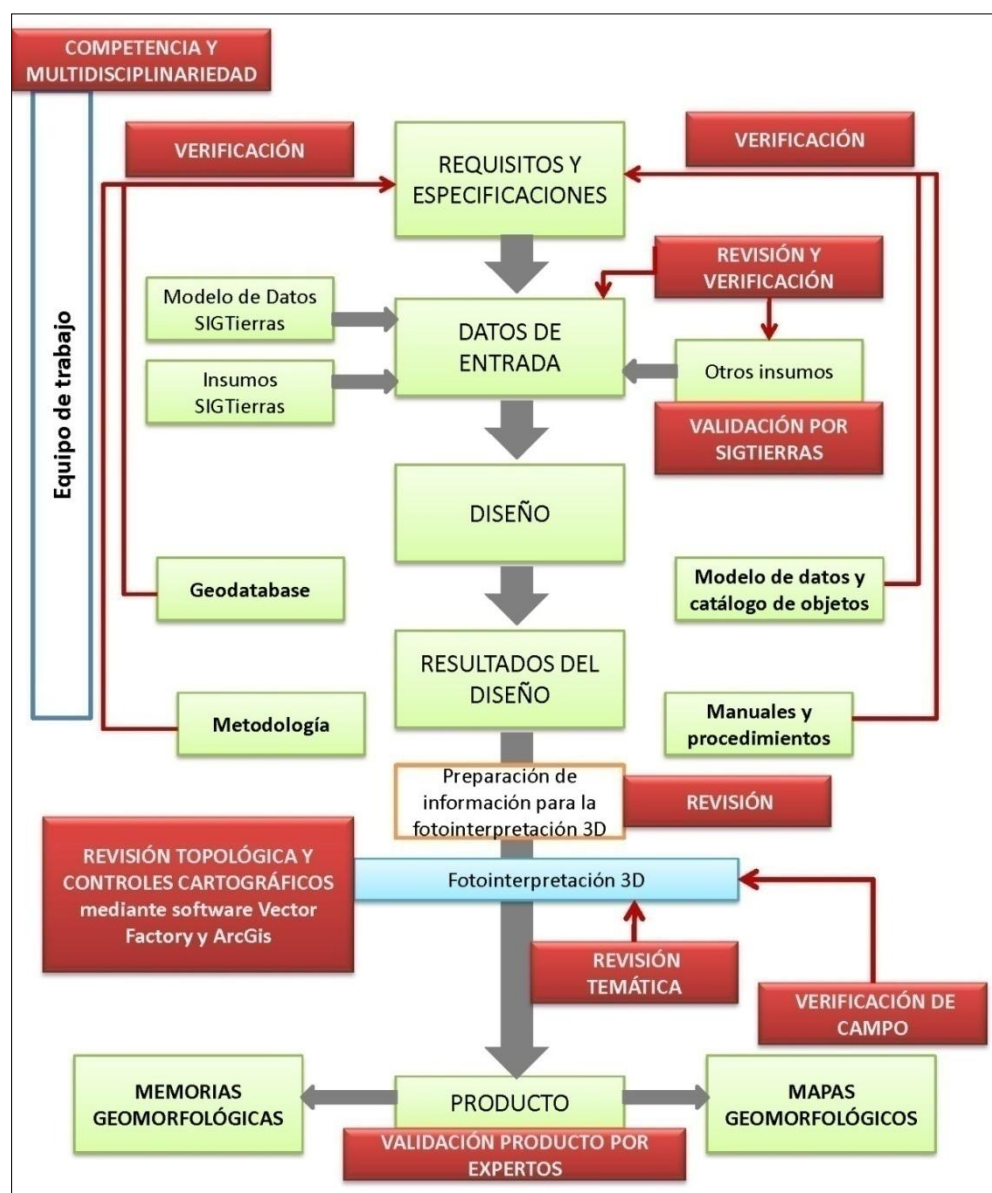 COMPETENCIA Y
MULTIDISCIPLINARIEDAD
VERIFICACIÓN
REQUISITOS Y
ESPECIFICACIONES
VERIFICACIÓN
REVISIÓN Y
VERIFICACIÓN
Modelo de Datos
SIGTierras
DATOS DE
ENTRADA
Insumos
SIGTierras
Otros insumos
VALIDACIÓN POR
SIGTIERRAS
Equipo de trabajo
DISEÑO
Geodatabase
Modelo de datos y
catálogo de objetos
RESULTADOS DEL
DISEÑO
Metodología
Manuales y
procedimientos
Preparación de
información para la
fotointerpretación 3D
REVISIÓN
REVISIÓN TOPOLÓGICA Y
CONTROLES CARTOGRÁFICOS
mediante software Vector
Factory y ArcGis
Fotointerpretación 3D
REVISIÓN
TEMÁTICA
VERIFICACIÓN DE
CAMPO
MEMORIAS
GEOMORFOLÓGICAS
PRODUCTO
MAPAS
GEOMORFOLÓGICOS
VALIDACIÓN PRODUCTO POR
EXPERTOS